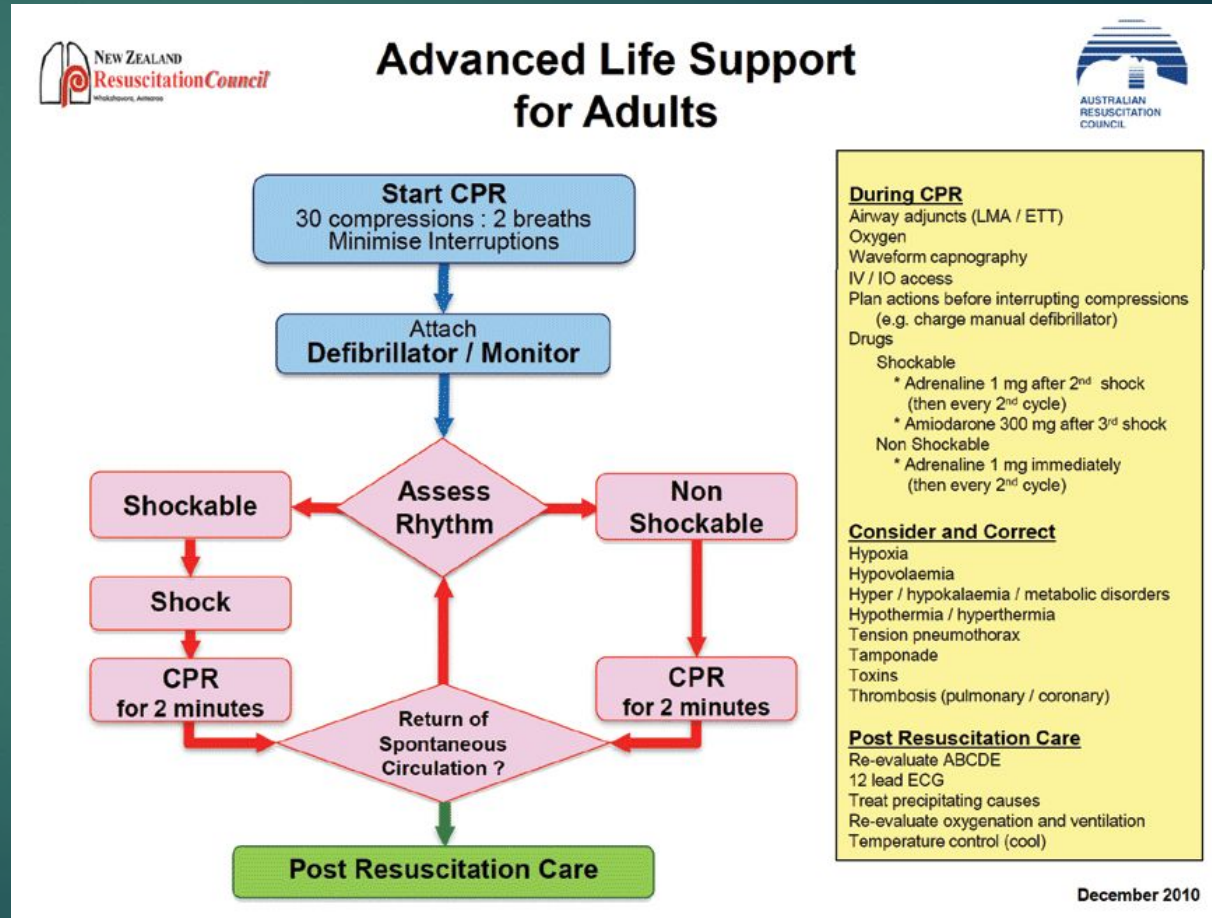 NEW ZEALAND
Resuscitation Council
Whakahauora, Aotearoa
Advanced Life Support
for Adults
AUSTRALIAN
RESUSCITATION
COUNCIL
Start CPR
30 compressions : 2 breaths
Minimise Interruptions
Attach
Defibrillator / Monitor
Assess
Rhythm
Shockable
Non
Shockable
Shock
CPR
for 2 minutes
CPR
for 2 minutes
Return of
Spontaneous
Circulation ?
Post Resuscitation Care
During CPR
Airway adjuncts (LMA / ETT)
Oxygen
Waveform capnography
IV / IO access
Plan actions before interrupting compressions
(e.g. charge manual defibrillator)
Drugs
Shockable
* Adrenaline 1 mg after 2nd shock
(then every 2nd cycle)
* Amiodarone 300 mg after 3rd shock
Non Shockable
* Adrenaline 1 mg immediately
(then every 2nd cycle)
Consider and Correct
Hypoxia
Hypovolaemia
Hyper / hypokalaemia / metabolic disorders
Hypothermia / hyperthermia
Tension pneumothorax
Tamponade
Toxins
Thrombosis (pulmonary / coronary)
Post Resuscitation Care
Re-evaluate ABCDE
12 lead ECG
Treat precipitating causes
Re-evaluate oxygenation and ventilation
Temperature control (cool)
December 2010